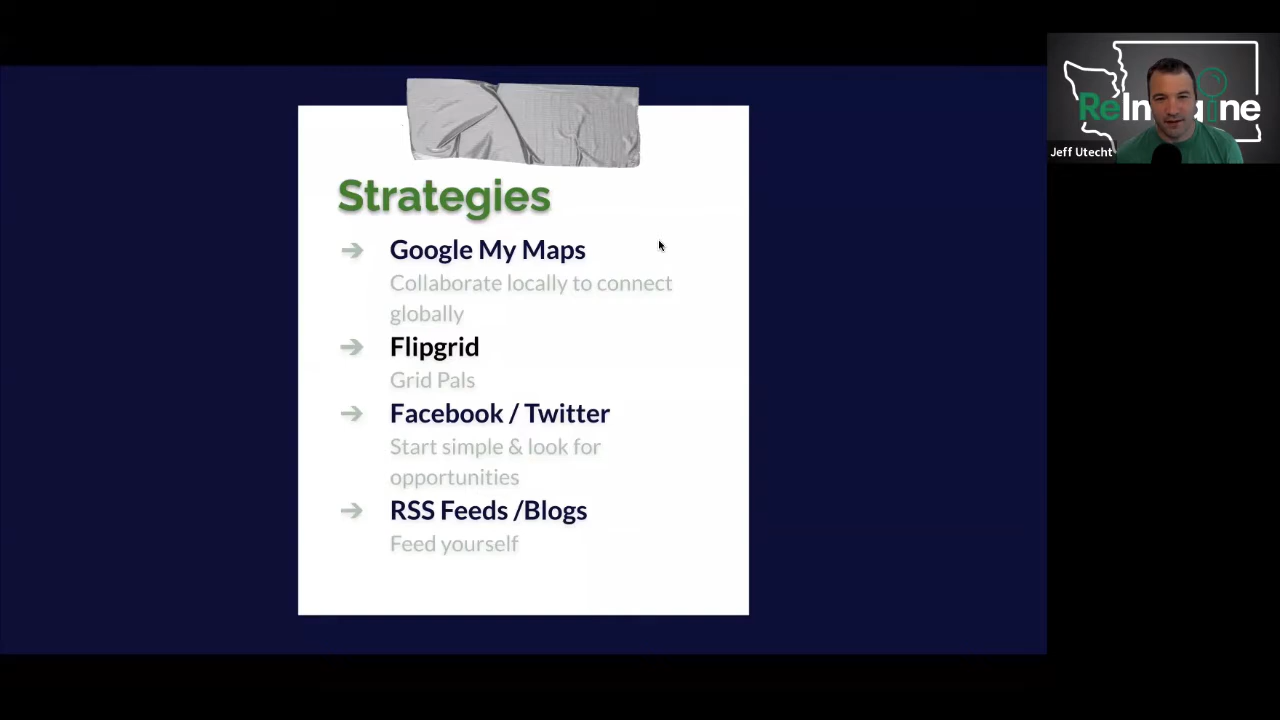 Strategies
➔ Google My Maps
Collaborate locally to connect
globally
➔ Flipgrid
Grid Pals
➔ Facebook / Twitter
Start simple & look for
opportunities
➔ RSS Feeds /Blogs
Feed yourself
ReImagine
Jeff Utecht